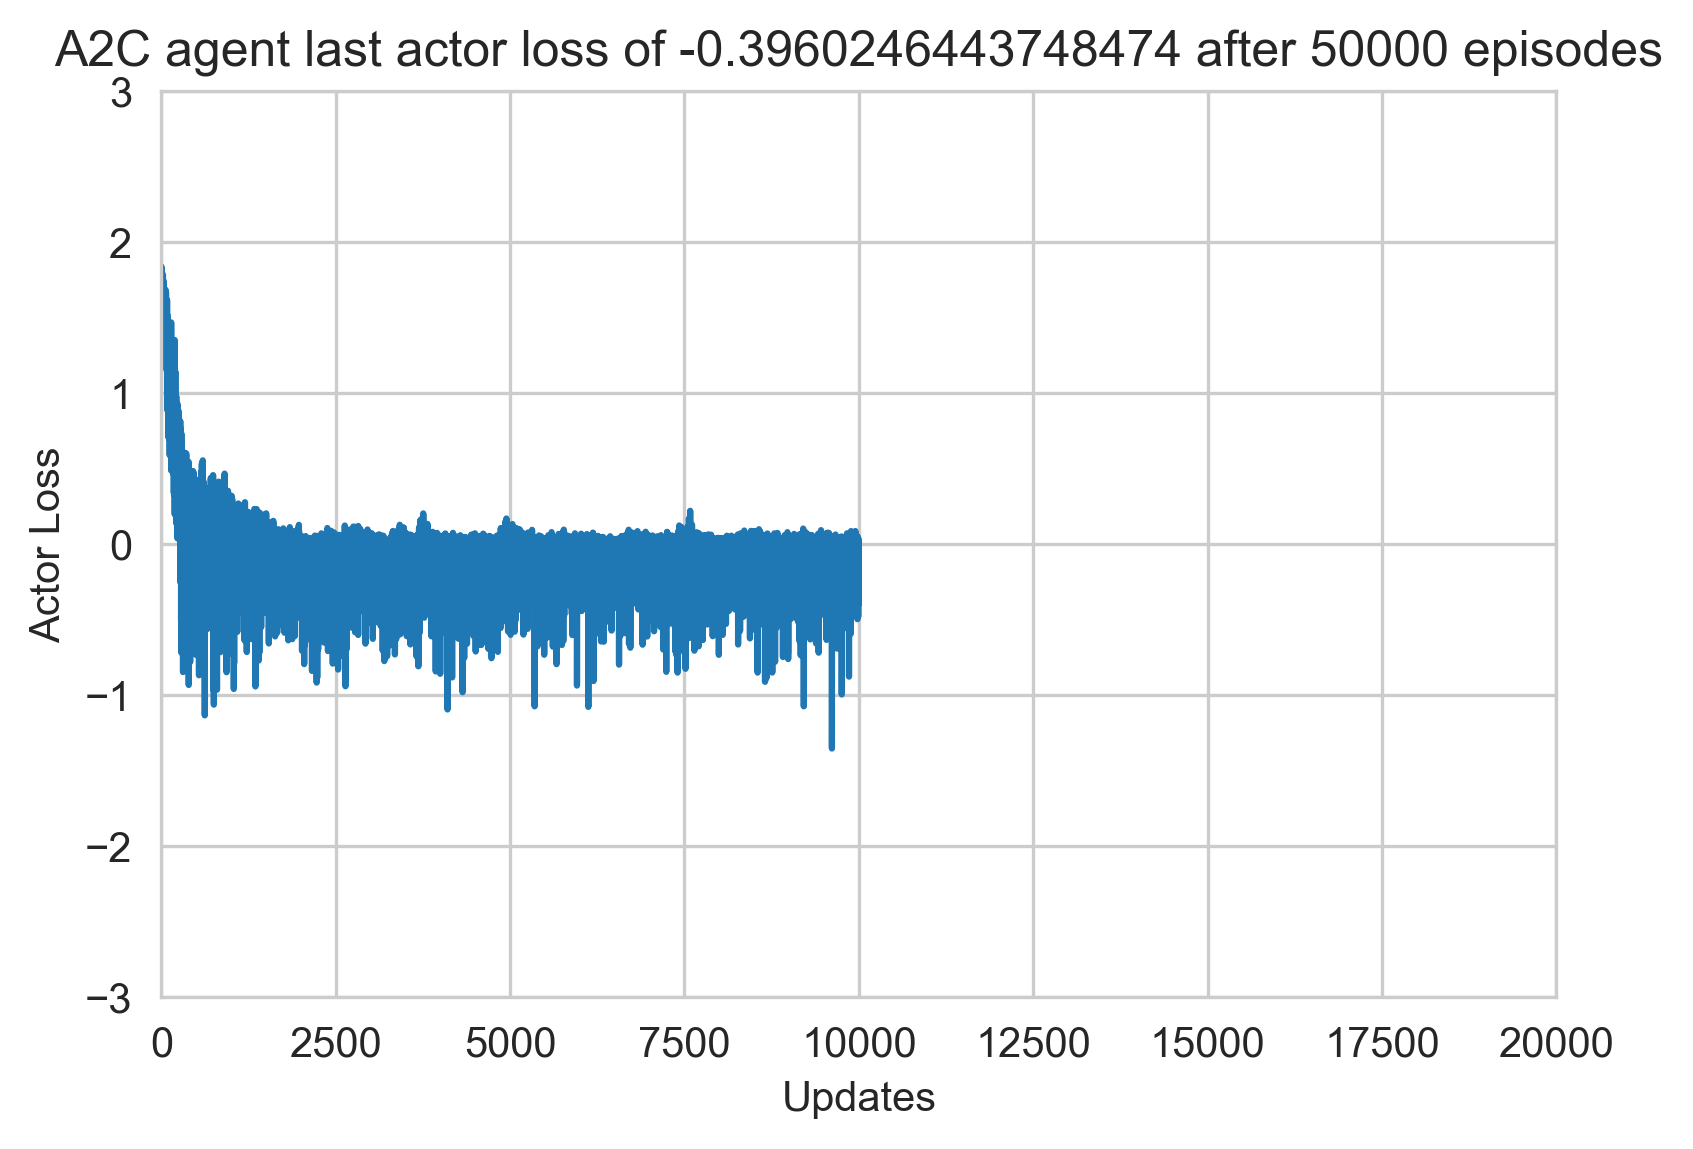 A2C agent last actor loss of -0.3960246443748474 after 50000 episodes
3
2
1
0
−1
−2
−3
Actor Loss
0 2500 5000 7500 10000 12500 15000 17500 20000
Updates